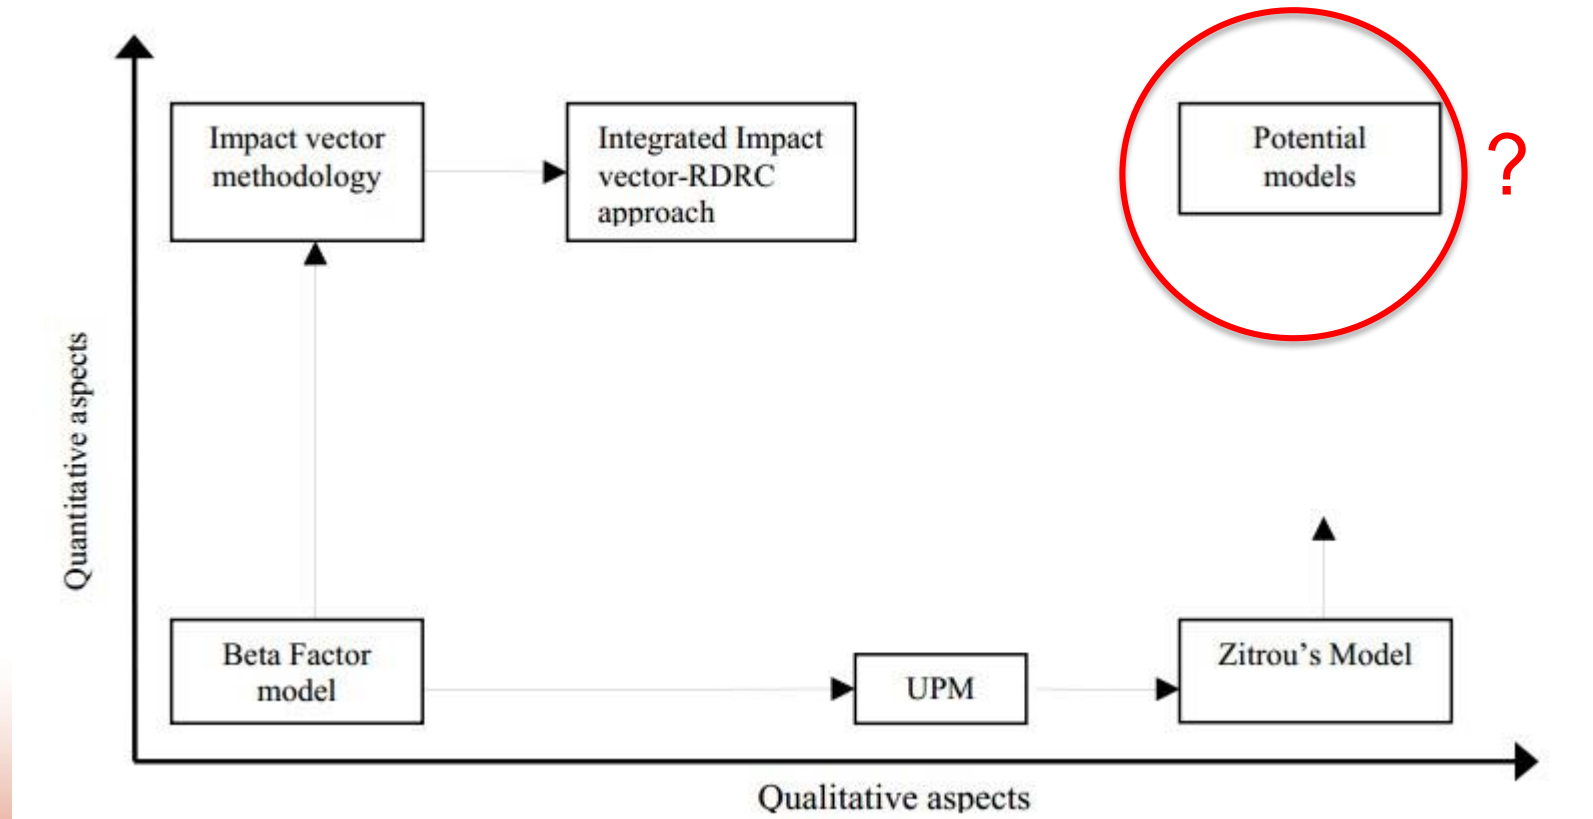 Impact vector
methodology
Integrated Impact
vector-RDRC
approach
Potential
models
?
Quantitative aspects
Beta Factor
model
UPM
Zitrou's Model
Qualitative aspects